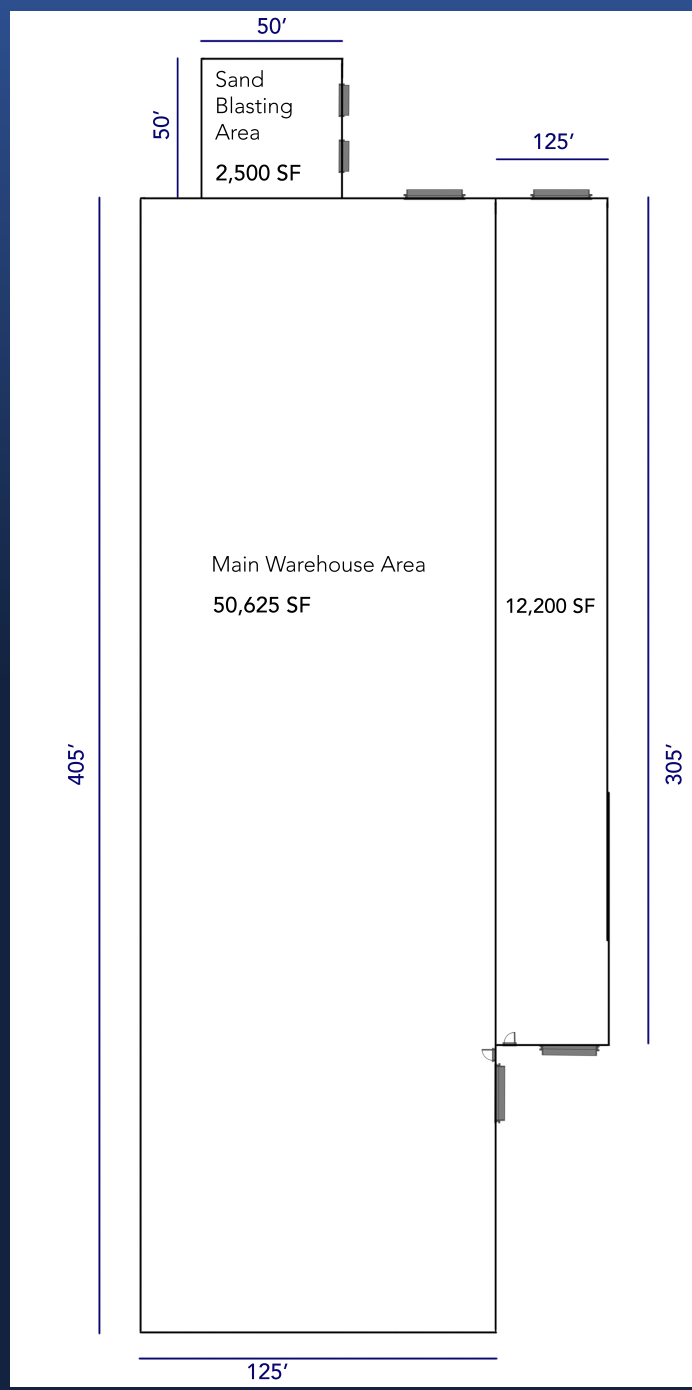 50’
Sand
Blasting
Area
2,500 SF
50’
125’
Main Warehouse Area
50,625 SF
12,200 SF
405’
305’
125’